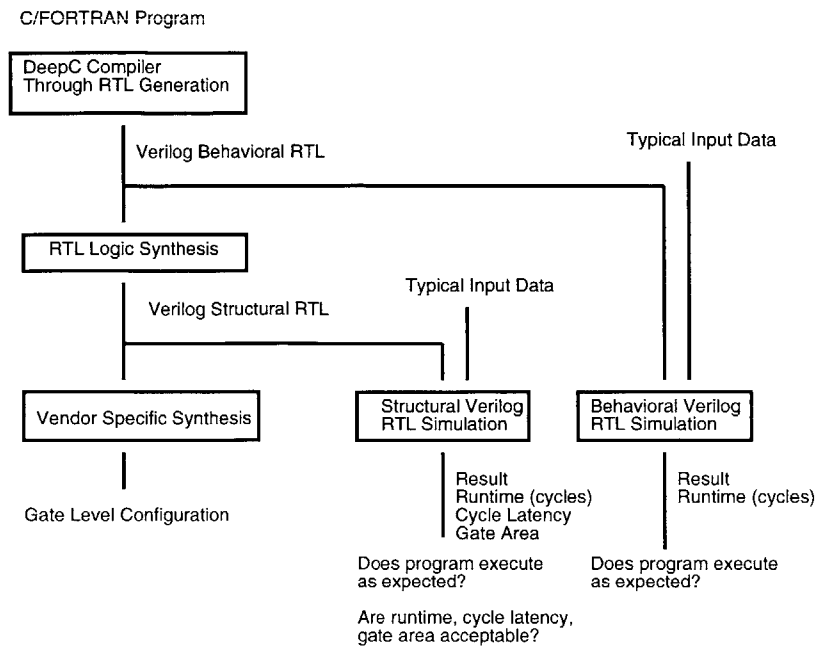 C/FORTRAN Program
DeepC Compiler
Through RTL Generation
Verilog Behavioral RTL
Typical Input Data
RTL Logic Synthesis
Typical Input Data
Verilog Structural RTL
Vendor Specific Synthesis
Structural Verilog
RTL Simulation
Behavioral Verilog
RTL Simulation
Gate Level Configuration
Result
Runtime (cycles)
Cycle Latency
Gate Area
Result
Runtime (cycles)
Does program execute
as expected?
Are runtime, cycle latency,
gate area acceptable?
Does program execute
as expected?